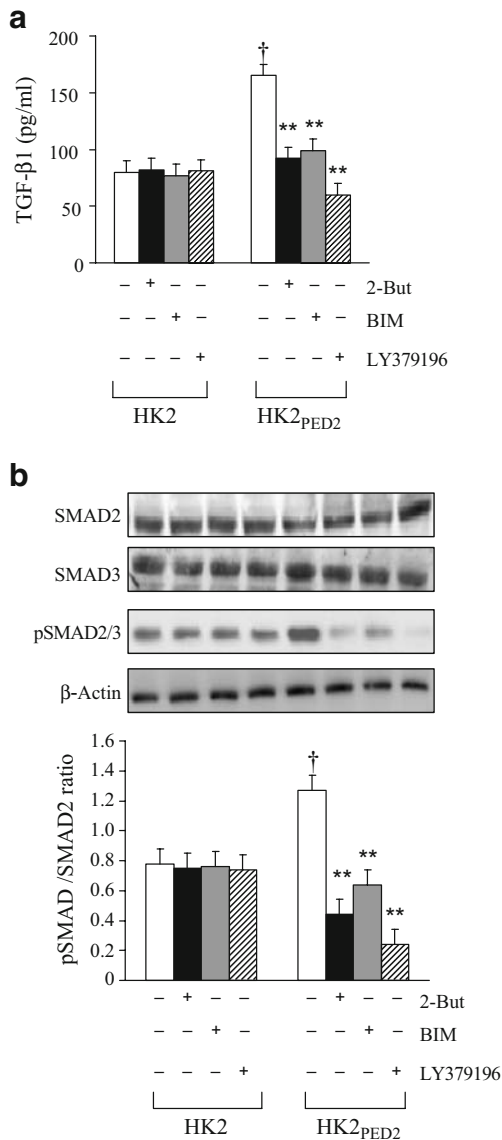 a
TGF-β1 (pg/ml)
200
150
100
50
0
†
** ** **
– + – – – + – – 2-But
– – + – – – + – BIM
– – – + – – – + LY379196
HK2 HK2PED2
b
SMAD2
SMAD3
pSMAD2/3
β-Actin
pSMAD /SMAD2 ratio
1.6
1.4
1.2
1.0
0.8
0.6
0.4
0.2
0
†
** ** **
– + – – – + – – 2-But
– – + – – – + – BIM
– – – + – – – + LY379196
HK2 HK2PED2